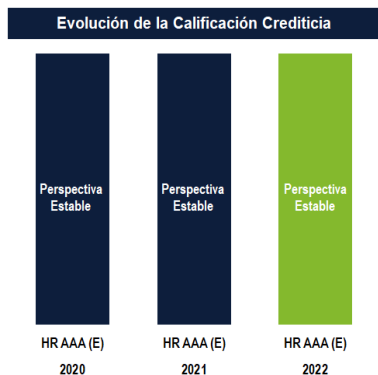 Evolución de la Calificación Crediticia
Perspectiva
Estable
Perspectiva
Estable
Perspectiva
Estable
HR AAA (E)
HR AAA (E)
HR AAA (E)
2020
2021
2022